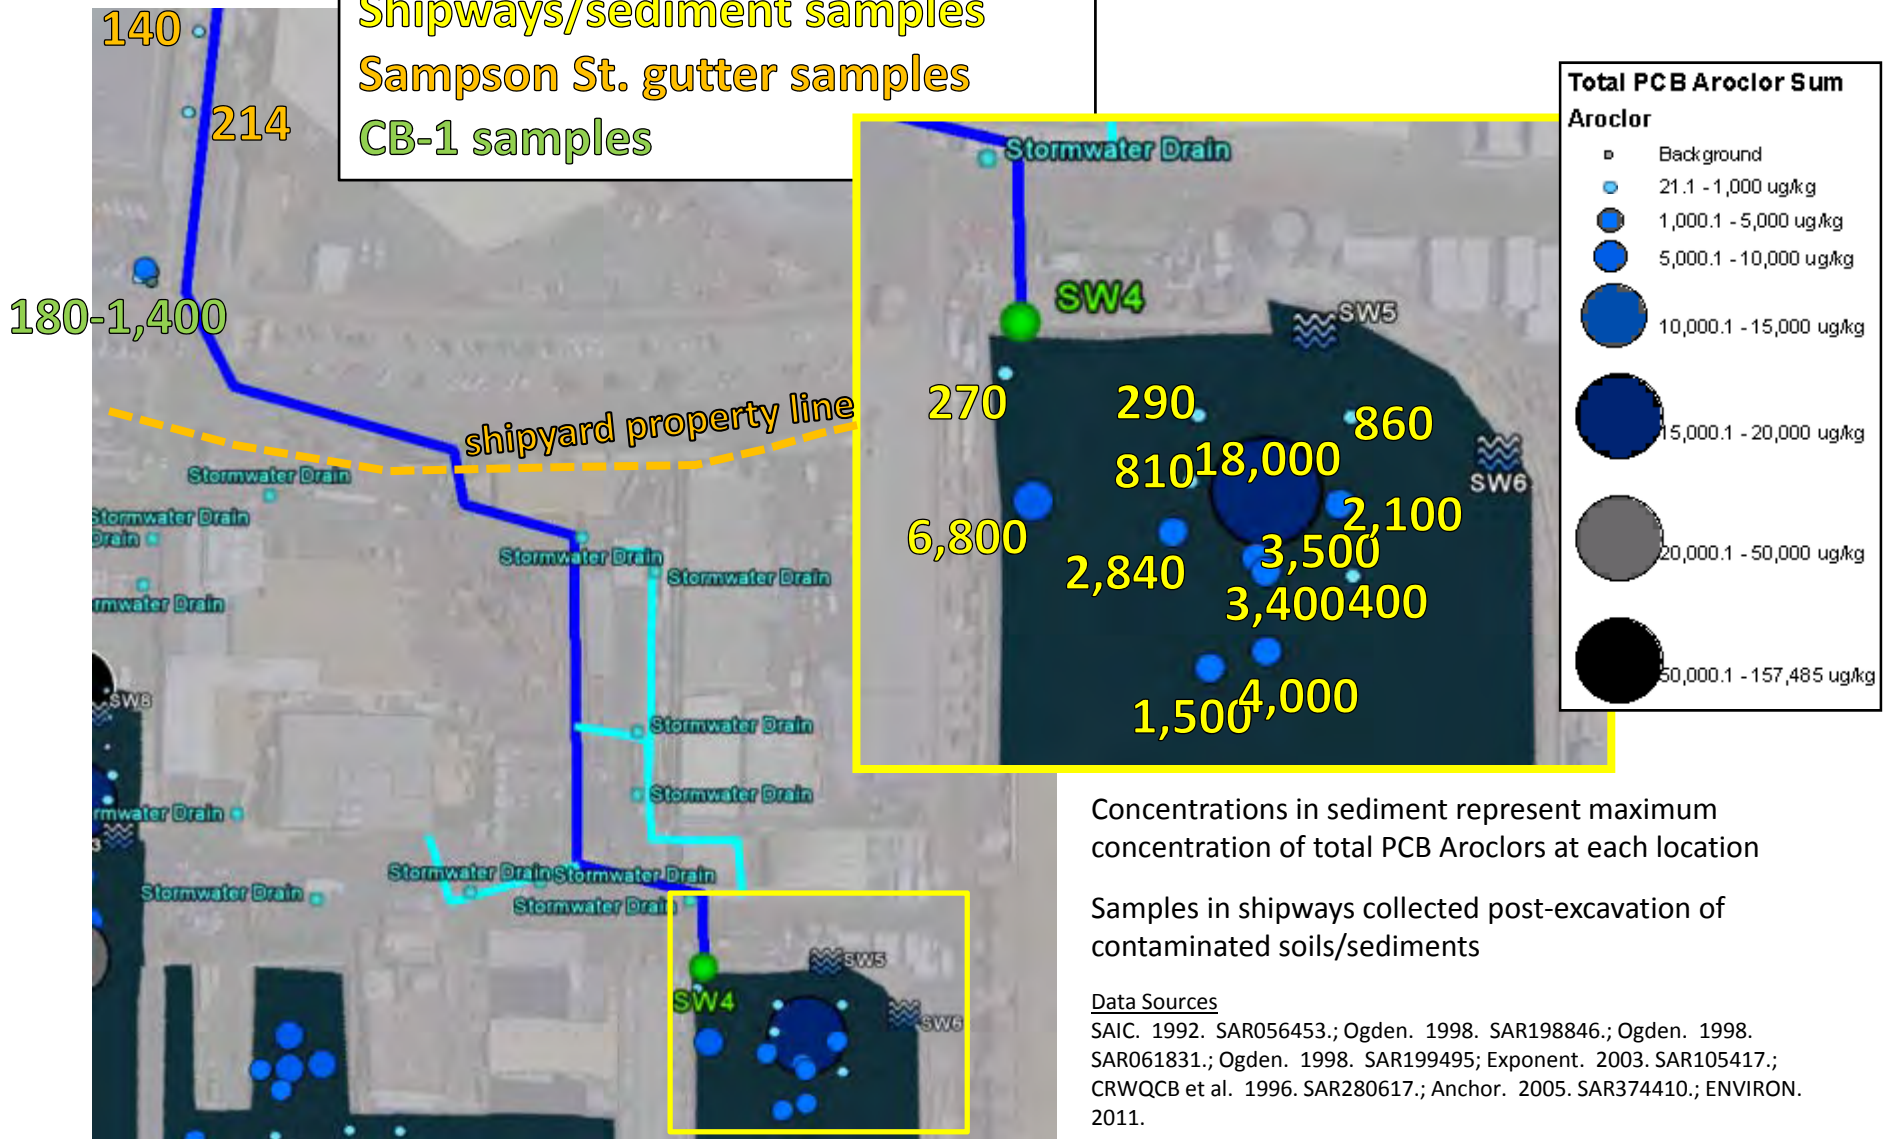 Shipways/sediment samples
Sampson St. gutter samples
CB-1 samples
140
214
180-1,400
shipyard property line
Stormwater Drain
Stormwater Drain
Drain
rmwater Drain
Stormwater Drain
Stormwater Drain
Stormwater Drain
Stormwater Drain
rmwater Drain
Stormwater Drain
Stormwater Drain
Stormwater Drain
Stormwater Drain
SW8
3
SW4
SW5
SW6
Stormwater Drain
SW4
SW5
SW6
270
290
860
810
18,000
2,100
6,800
2,840
3,500
3,400
400
1,500
4,000
Total PCB Aroclor Sum
Aroclor
Background
21.1 - 1,000 ug/kg
1,000.1 - 5,000 ug/kg
5,000.1 - 10,000 ug/kg
10,000.1 - 15,000 ug/kg
15,000.1 - 20,000 ug/kg
20,000.1 - 50,000 ug/kg
50,000.1 - 157,485 ug/kg
Concentrations in sediment represent maximum
concentration of total PCB Aroclors at each location
Samples in shipways collected post-excavation of
contaminated soils/sediments
Data Sources
SAIC. 1992. SAR056453.; Ogden. 1998. SAR198846.; Ogden. 1998.
SAR061831.; Ogden. 1998. SAR199495; Exponent. 2003. SAR105417.;
CRWQCB et al. 1996. SAR280617.; Anchor. 2005. SAR374410.; ENVIRON.
2011.